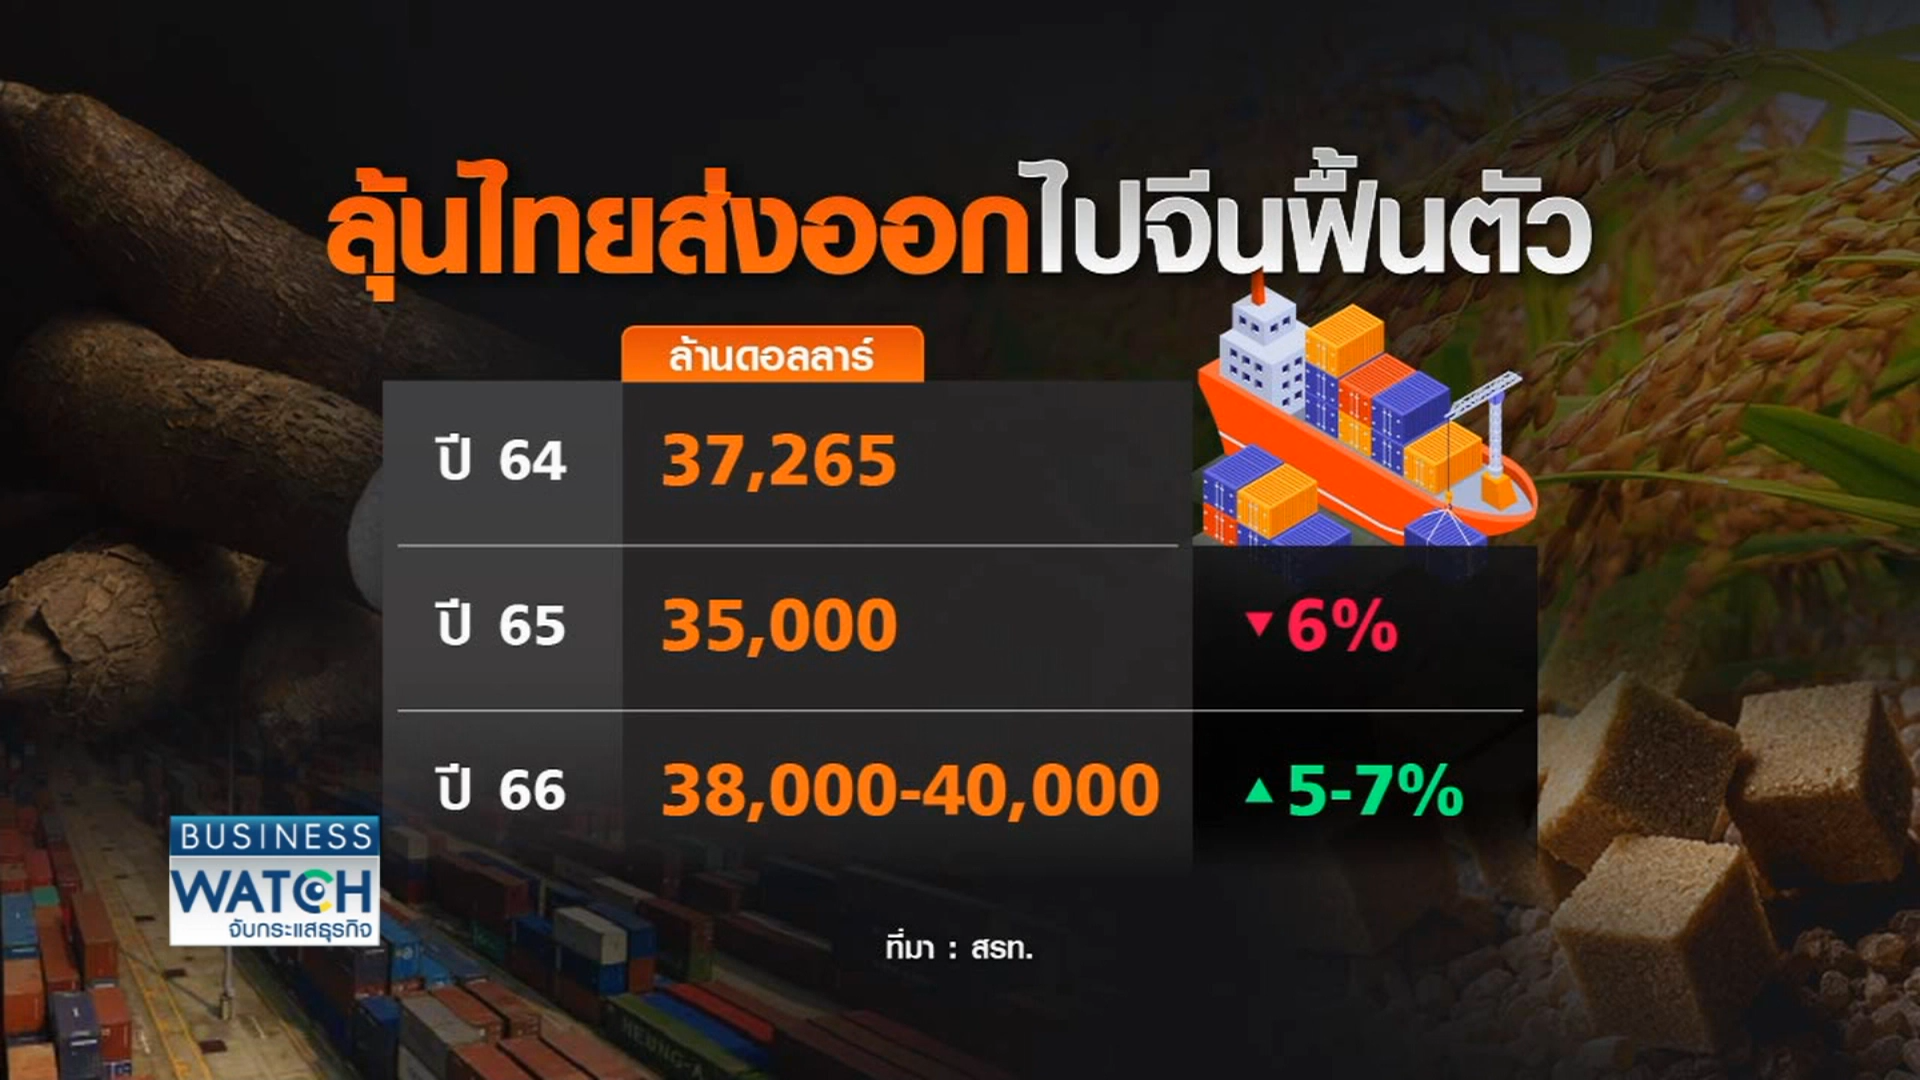 ลุ้นไทยส่งออกไปจีนฟื้นตัว
ล้านดอลลาร์
ปี 64 37,265
ปี 65 35,000 ▼6%
ปี 66 38,000-40,000 ▲5-7%
BUSINESS
WATCH
จับกระแสธุรกิจ
ที่มา : สรท.
HEUNG-A